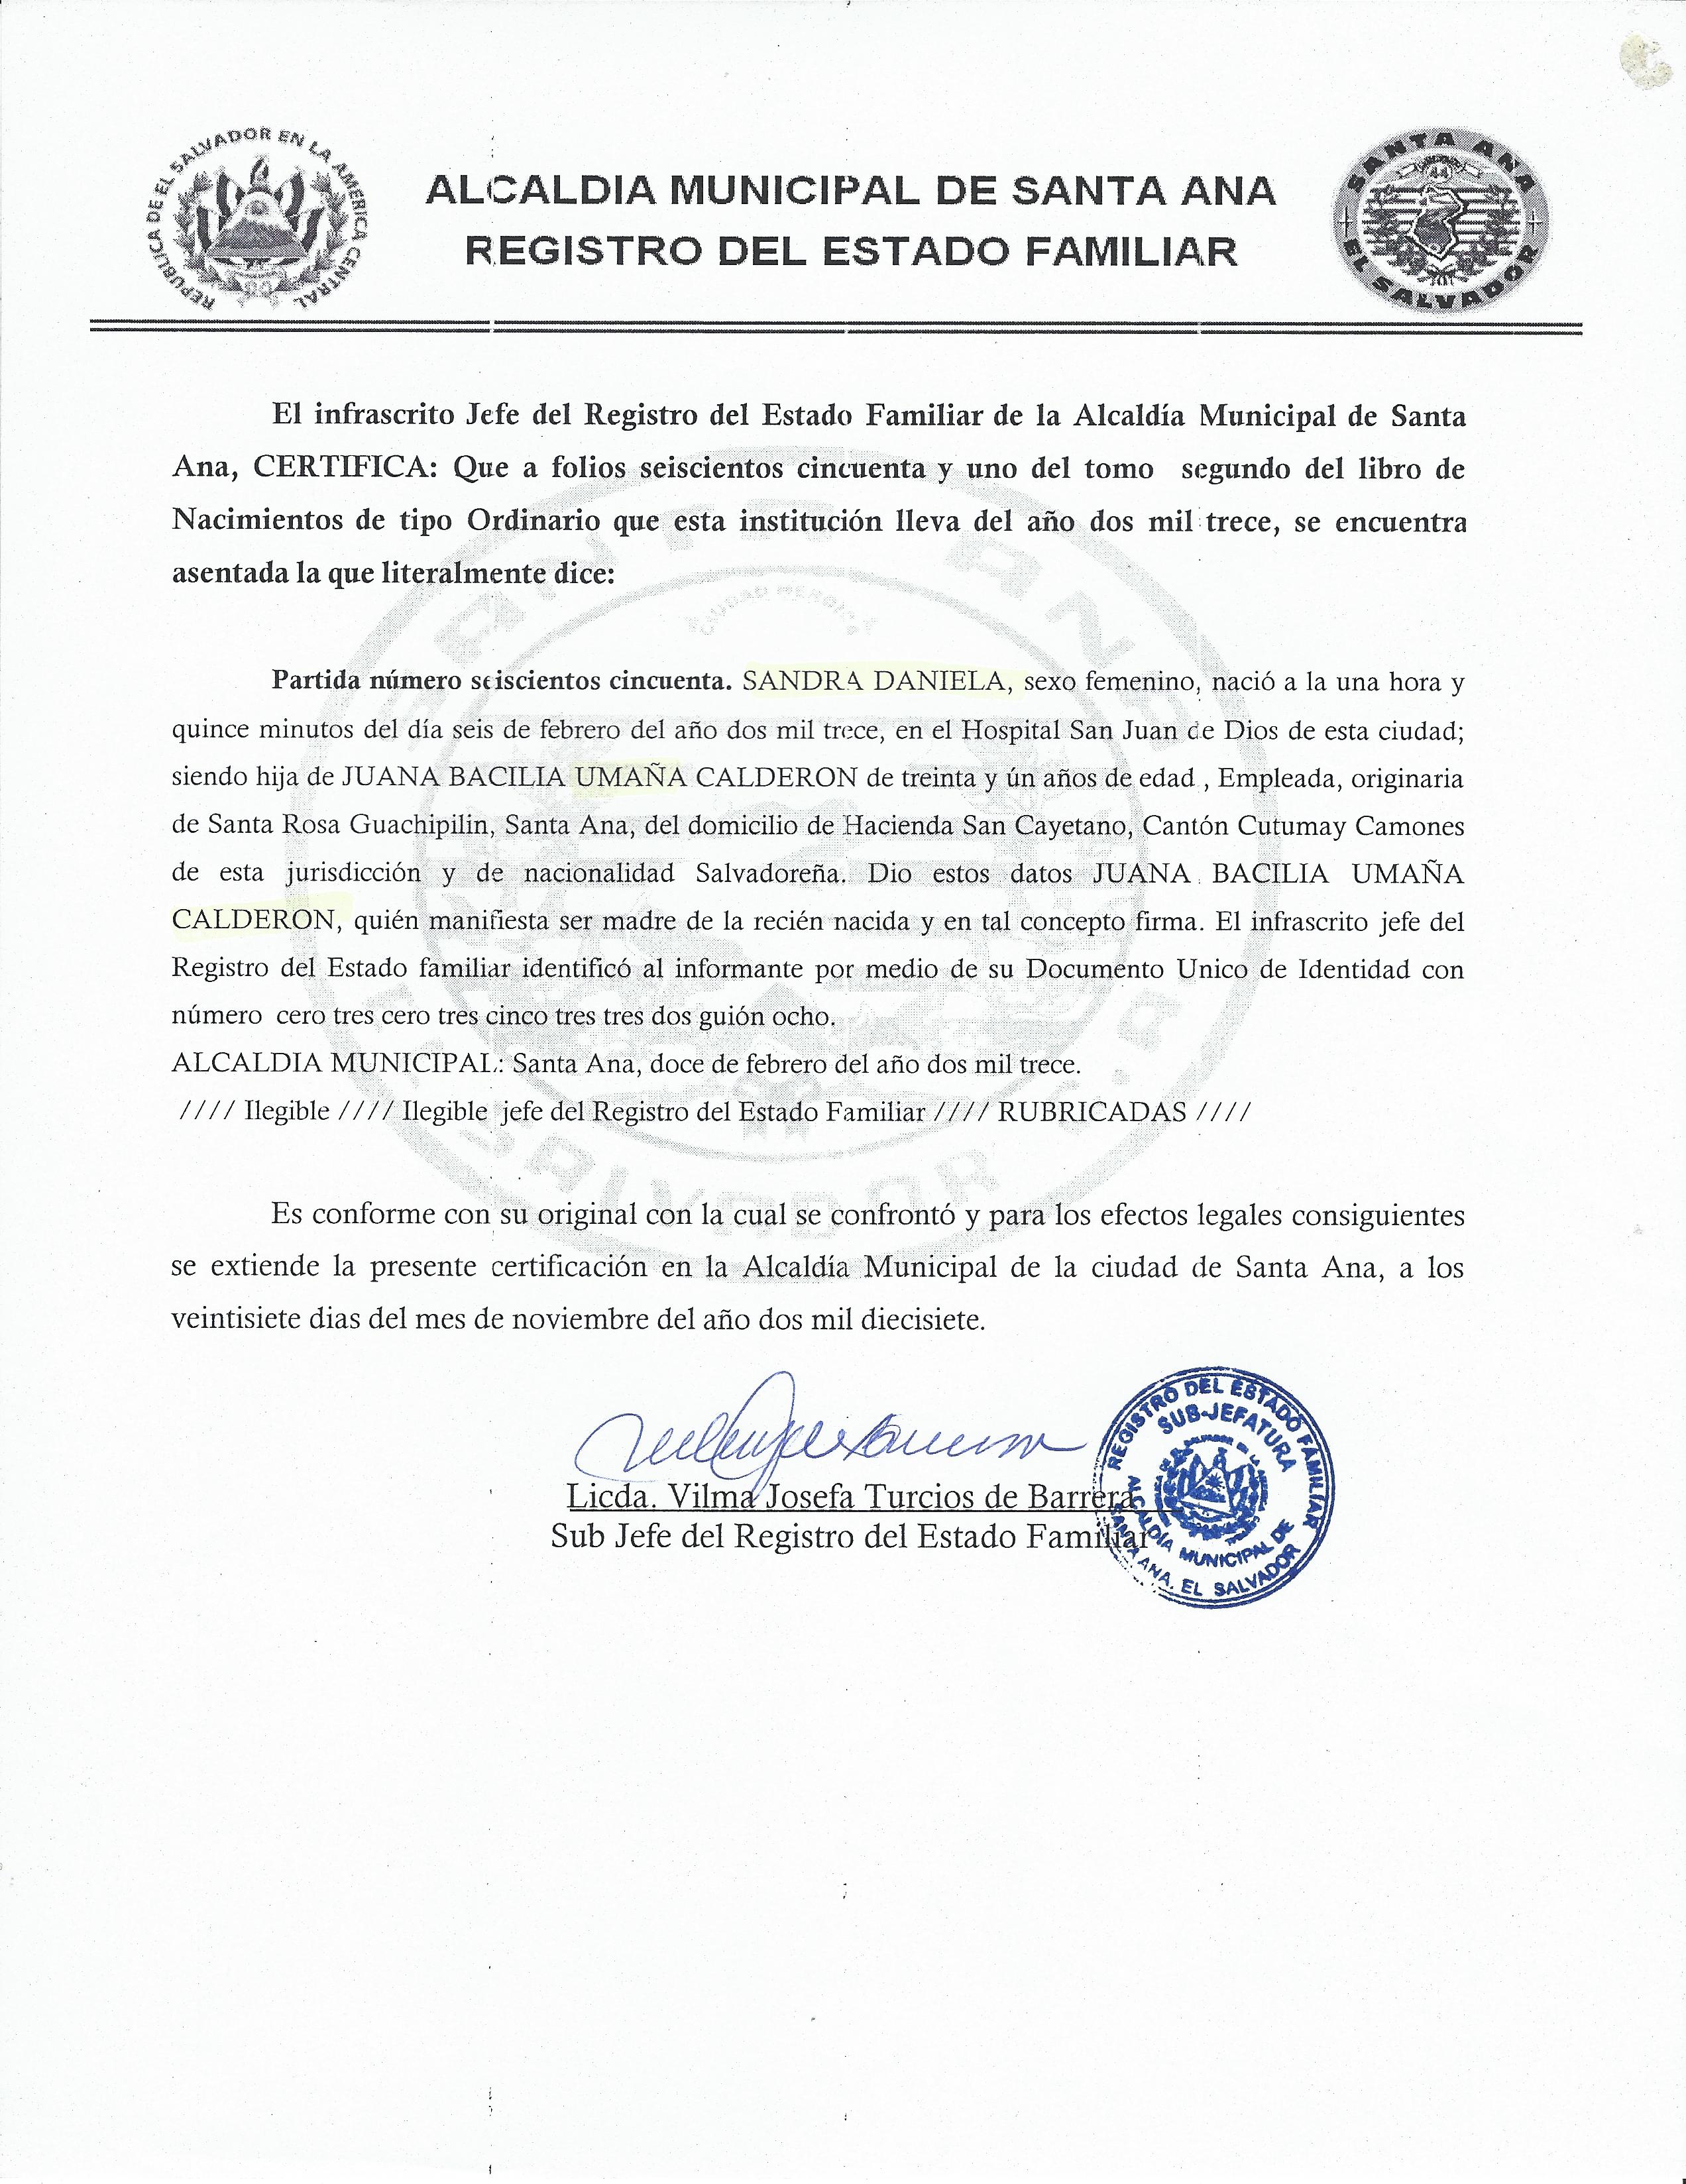 REPUBLICA DE EL SALVADOR EN LA AMERICA CENTRAL
ALCALDIA MUNICIPAL DE SANTA ANA
REGISTRO DEL ESTADO FAMILIAR
SANTA ANA
44
EL SALVADOR
El infrascrito Jefe del Registro del Estado Familiar de la Alcaldía Municipal de Santa
Ana, CERTIFICA: Que a folios seiscientos cincuenta y uno del tomo segundo del libro de
Nacimientos de tipo Ordinario que esta institución lleva del año dos mil trece, se encuentra
asentada la que literalmente dice:
Partida número seiscientos cincuenta. SANDRA DANIELA, sexo femenino, nació a la una hora y
quince minutos del día seis de febrero del año dos mil trece, en el Hospital San Juan de Dios de esta ciudad;
siendo hija de JUANA BACILIA UMAÑA CALDERON de treinta y ún años de edad , Empleada, originaria
de Santa Rosa Guachipilin, Santa Ana, del domicilio de Hacienda San Cayetano, Cantón Cutumay Camones
de esta jurisdicción y de nacionalidad Salvadoreña. Dio estos datos JUANA BACILIA UMAÑA
CALDERON, quién manifiesta ser madre de la recién nacida y en tal concepto firma. El infrascrito jefe del
Registro del Estado familiar identificó al informante por medio de su Documento Unico de Identidad con
número cero tres cero tres cinco tres tres dos guión ocho.
ALCALDIA MUNICIPAL: Santa Ana, doce de febrero del año dos mil trece.
//// Ilegible //// Ilegible jefe del Registro del Estado Familiar //// RUBRICADAS ////
Es conforme con su original con la cual se confrontó y para los efectos legales consiguientes
se extiende la presente certificación en la Alcaldía Municipal de la ciudad de Santa Ana, a los
veintisiete dias del mes de noviembre del año dos mil diecisiete.
Licda. Vilma Josefa Turcios de Barrera
Sub Jefe del Registro del Estado Familiar
REGISTRO DEL ESTADO FAMILIAR
SUB-JEFATURA
ALCALDÍA MUNICIPAL DE
SANTA ANA, EL SALVADOR